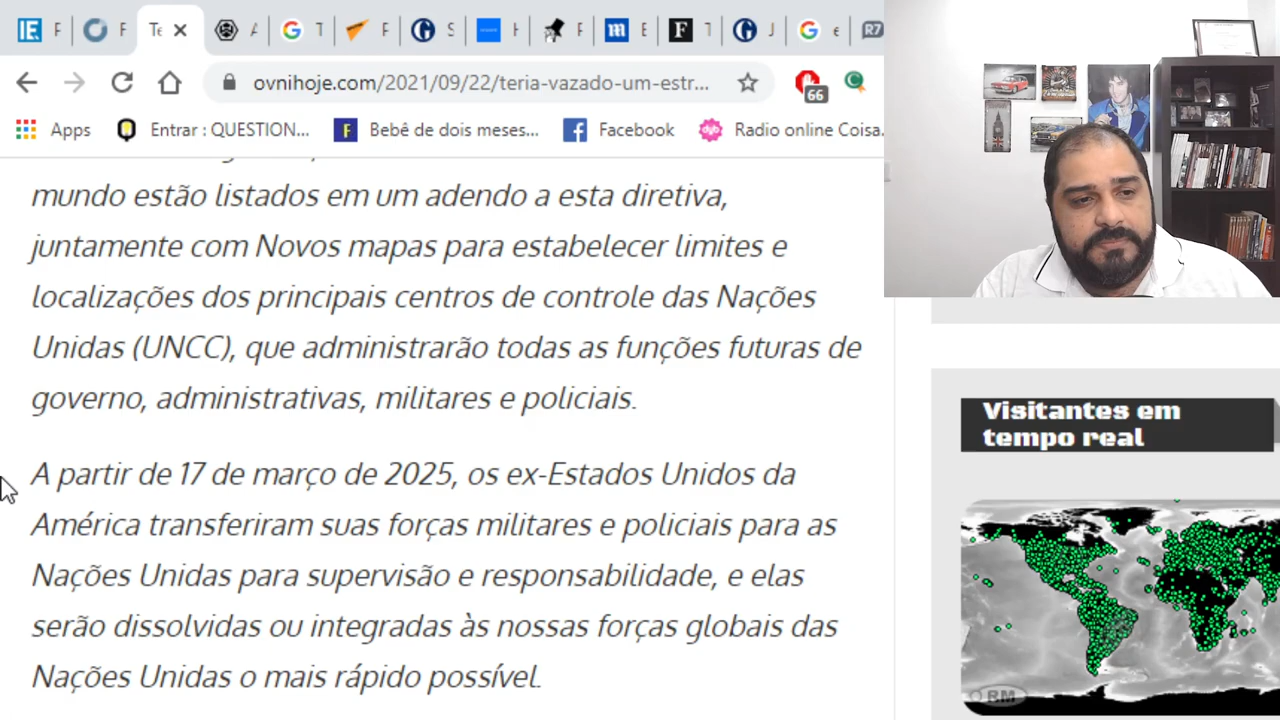 F
F
Te
A
T
F
S
H
F
E
T
J
e
R7
ovnihoje.com/2021/09/22/teria-vazado-um-estr...
66
Apps
Entrar : QUESTION...
Bebê de dois meses...
Facebook
Radio online Coisa.
mundo estão listados em um adendo a esta diretiva,
juntamente com Novos mapas para estabelecer limites e
localizações dos principais centros de controle das Nações
Unidas (UNCC), que administrarão todas as funções futuras de
governo, administrativas, militares e policiais.
A partir de 17 de março de 2025, os ex-Estados Unidos da
América transferiram suas forças militares e policiais para as
Nações Unidas para supervisão e responsabilidade, e elas
serão dissolvidas ou integradas às nossas forças globais das
Nações Unidas o mais rápido possível.
Visitantes em
tempo real
RM